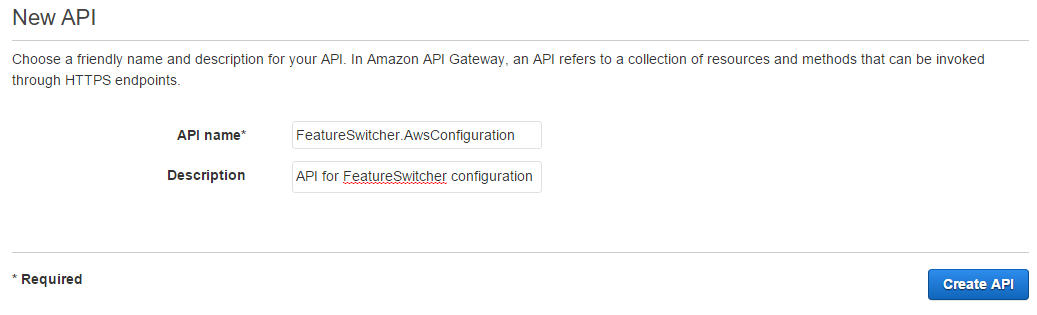 New API
Choose a friendly name and description for your API. In Amazon API Gateway, an API refers to a collection of resources and methods that can be invoked
through HTTPS endpoints.
API name* FeatureSwitcher.AwsConfiguration
Description API for FeatureSwitcher configuration
* Required
Create API